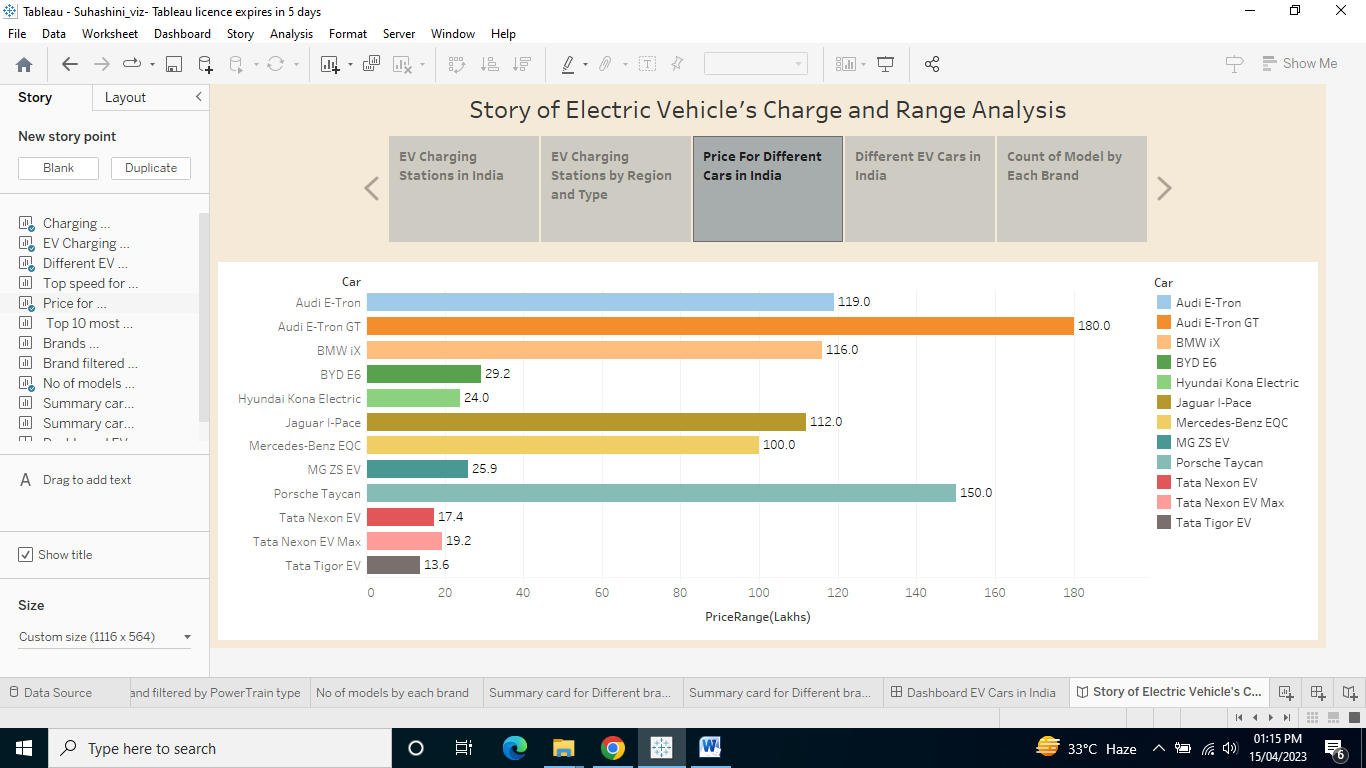 Tableau - Suhashini_viz- Tableau licence expires in 5 days
File Data Worksheet Dashboard Story Analysis Format Server Window Help
Show Me
Story Layout
New story point
Blank Duplicate
Charging ...
EV Charging ...
Different EV ...
Top speed for ...
Price for ...
Top 10 most ...
Brands ...
Brand filtered ...
No of models ...
Summary car...
Summary car...
A Drag to add text
Show title
Size
Custom size (1116 x 564)
Story of Electric Vehicle's Charge and Range Analysis
EV Charging
Stations in India
EV Charging
Stations by Region
and Type
Price For Different
Cars in India
Different EV Cars in
India
Count of Model by
Each Brand
Car
Audi E-Tron 119.0
Audi E-Tron GT 180.0
BMW iX 116.0
BYD E6 29.2
Hyundai Kona Electric 24.0
Jaguar I-Pace 112.0
Mercedes-Benz EQC 100.0
MG ZS EV 25.9
Porsche Taycan 150.0
Tata Nexon EV 17.4
Tata Nexon EV Max 19.2
Tata Tigor EV 13.6
0 20 40 60 80 100 120 140 160 180
PriceRange(Lakhs)
Car
Audi E-Tron
Audi E-Tron GT
BMW iX
BYD E6
Hyundai Kona Electric
Jaguar I-Pace
Mercedes-Benz EQC
MG ZS EV
Porsche Taycan
Tata Nexon EV
Tata Nexon EV Max
Tata Tigor EV
Data Source and filtered by PowerTrain type No of models by each brand Summary card for Different bra... Summary card for Different bra... Dashboard EV Cars in India Story of Electric Vehicle's C...
Type here to search
33°C Haze
01:15 PM
15/04/2023
6